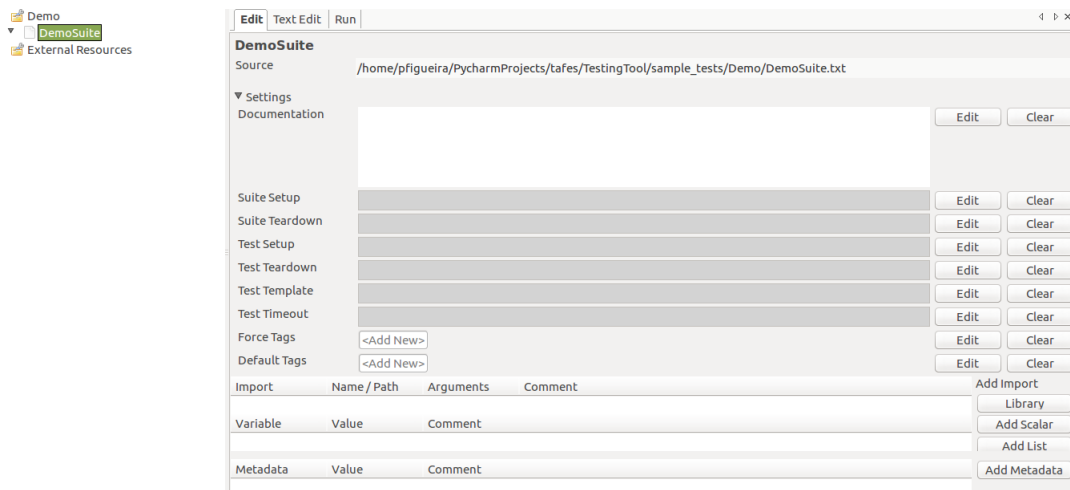 Demo
DemoSuite
External Resources
Edit Text Edit Run
DemoSuite
Source /home/pfigueira/PycharmProjects/tafes/TestingTool/sample_tests/Demo/DemoSuite.txt
Settings
Documentation Edit Clear
Suite Setup Edit Clear
Suite Teardown Edit Clear
Test Setup Edit Clear
Test Teardown Edit Clear
Test Template Edit Clear
Test Timeout Edit Clear
Force Tags <Add New> Edit Clear
Default Tags <Add New> Edit Clear
Import Name / Path Arguments Comment Add Import
Library
Variable Value Comment Add Scalar
Add List
Metadata Value Comment Add Metadata